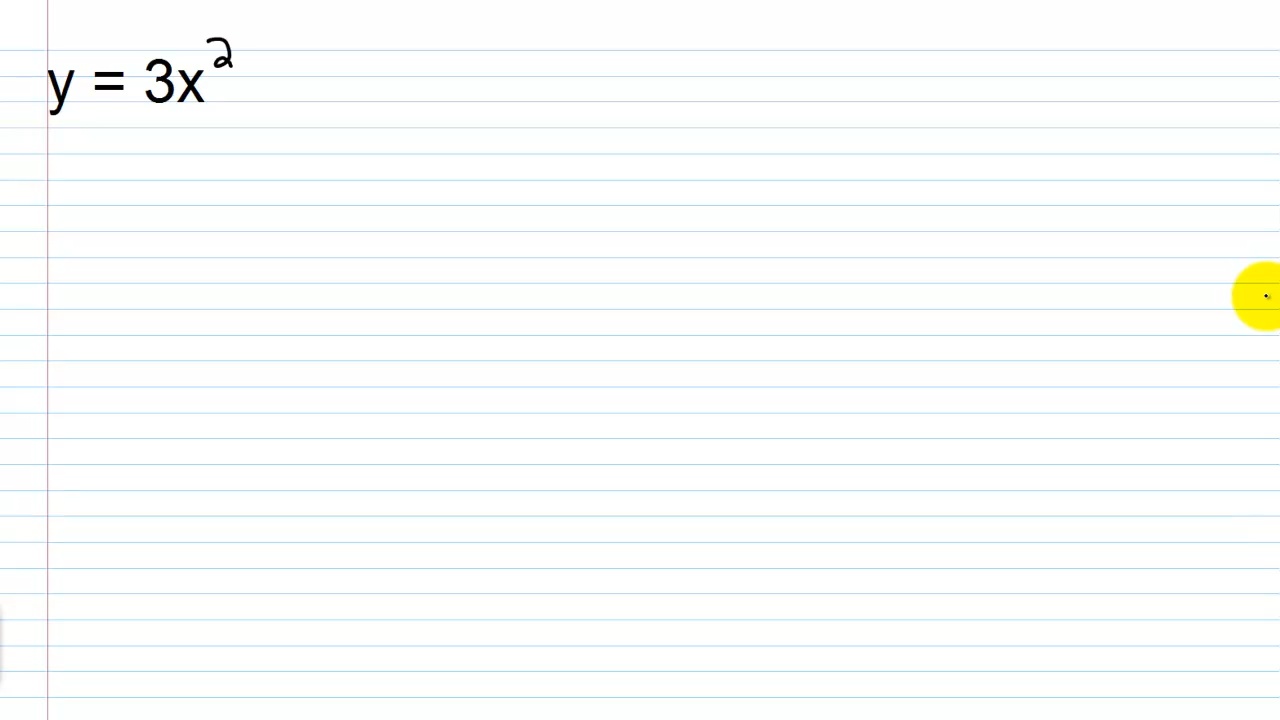 y = 3x²